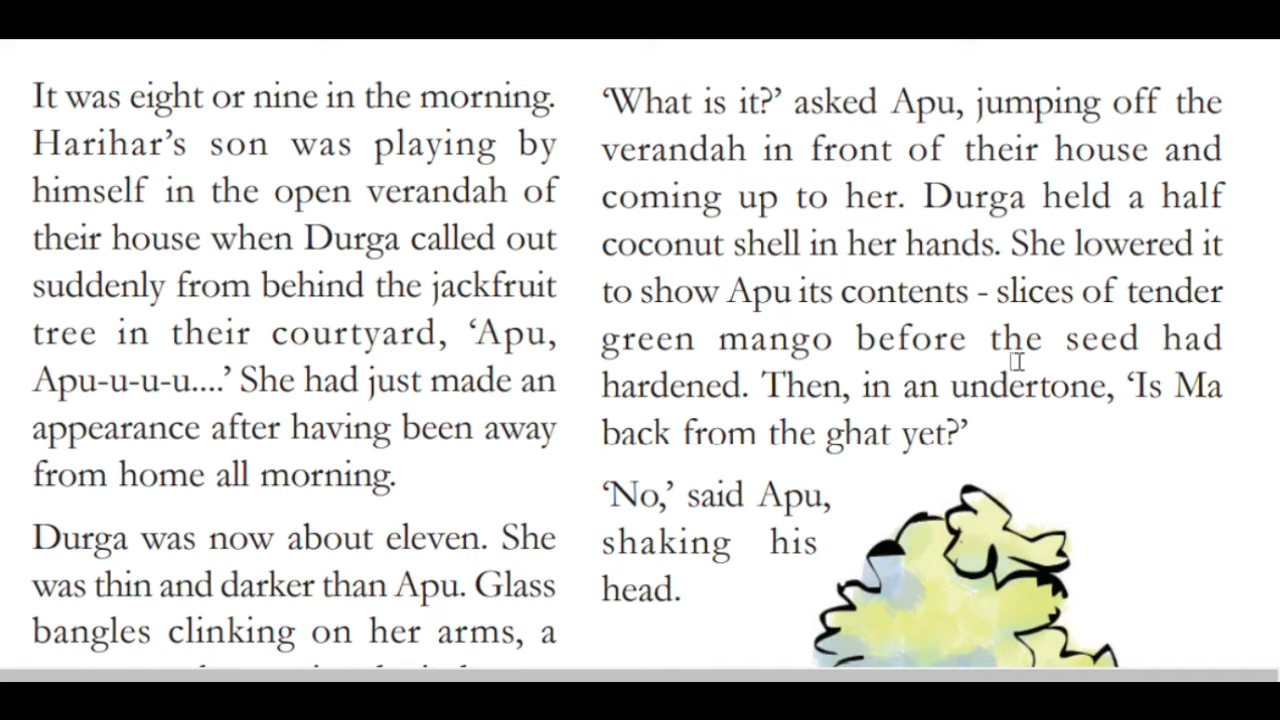 It was eight or nine in the morning.
Harihar's son was playing by
himself in the open verandah of
their house when Durga called out
suddenly from behind the jackfruit
tree in their courtyard, ‘Apu,
Apu-u-u-u....’ She had just made an
appearance after having been away
from home all morning.
Durga was now about eleven. She
was thin and darker than Apu. Glass
bangles clinking on her arms, a
‘What is it?’ asked Apu, jumping off the
verandah in front of their house and
coming up to her. Durga held a half
coconut shell in her hands. She lowered it
to show Apu its contents - slices of tender
green mango before the seed had
hardened. Then, in an undertone, ‘Is Ma
back from the ghat yet?’
‘No,’ said Apu,
shaking his
head.